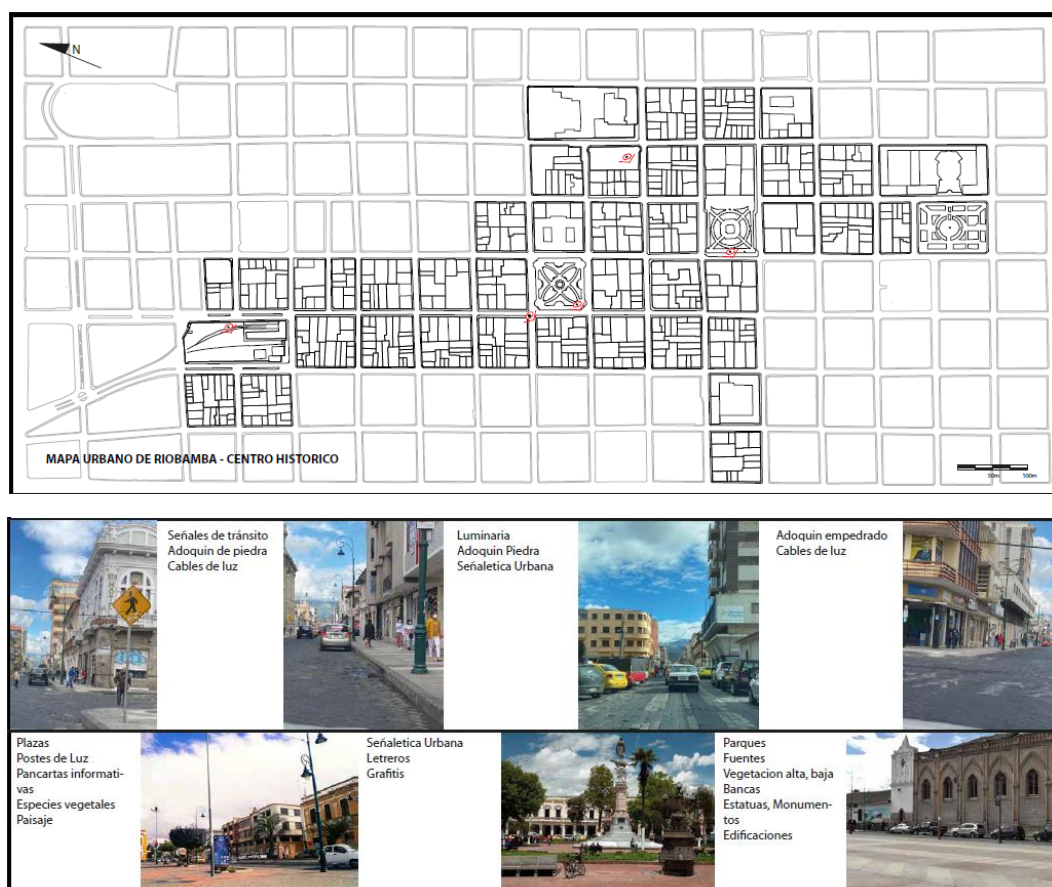 N
MAPA URBANO DE RIOBAMBA - CENTRO HISTORICO
50m 100m
Señales de tránsito
Adoquin de piedra
Cables de luz
Luminaria
Adoquin Piedra
Señaletica Urbana
Adoquin empedrado
Cables de luz
Plazas
Postes de Luz
Pancartas informati-
vas
Especies vegetales
Paisaje
Señaletica Urbana
Letreros
Grafitis
Parques
Fuentes
Vegetacion alta, baja
Bancas
Estatuas, Monumen-
tos
Edificaciones